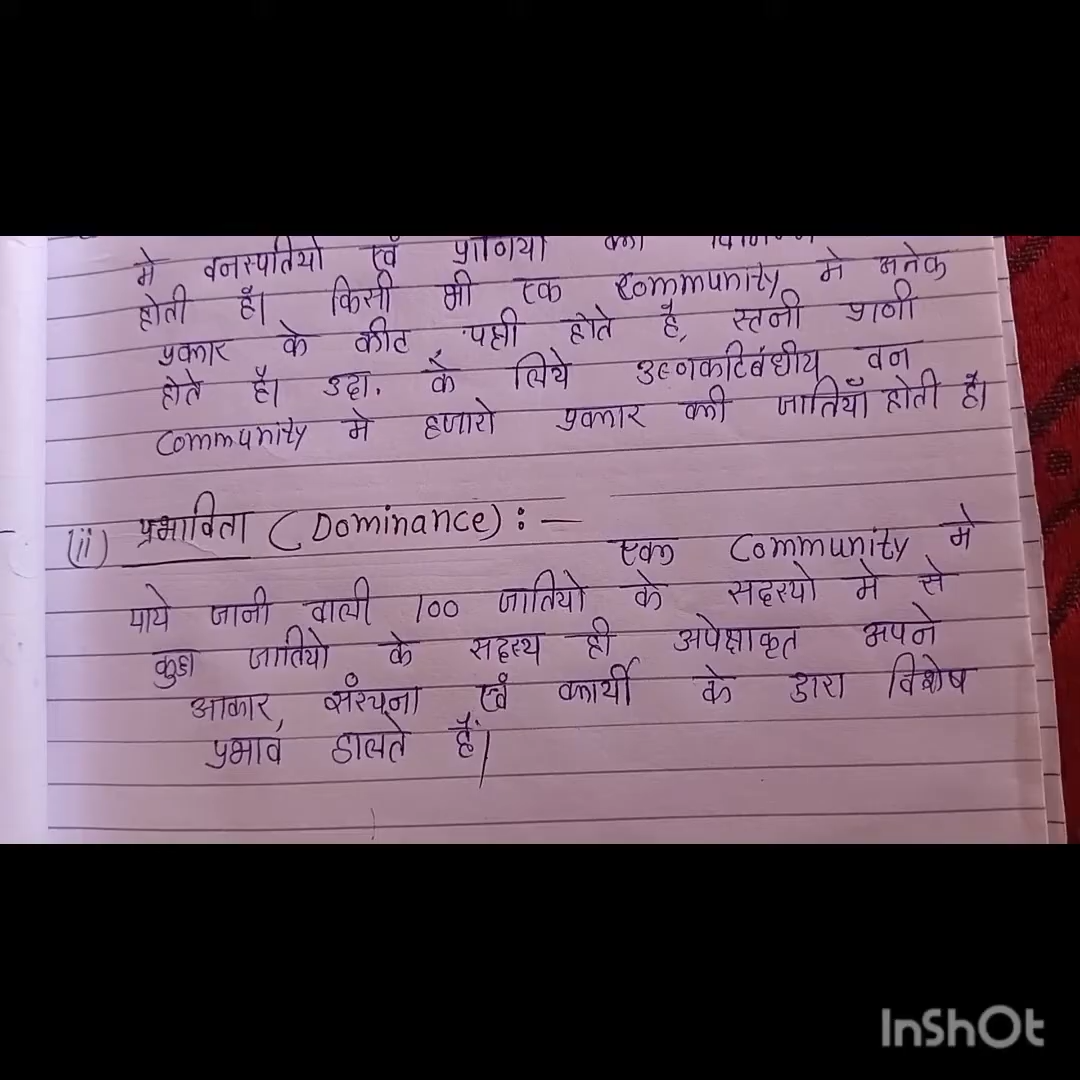 मे वनस्पतियो एवं प्राणियो का
होती है। किसी भी एक community मे अनेक
प्रकार के कीट, पक्षी होते है, स्तनी प्राणी
होते है। उदा. के लिये उष्णकटिबंधीय वन
community मे हजारो प्रकार की जातियाँ होती है।
(ii) प्रभाविता (Dominance) : —
एक Community मे
पाये जानी वाली 100 जातियो के सदस्यो मे से
कुछ जातियो के सदस्य ही अपेक्षाकृत अपने
आकार, संरचना एवं कार्यो के द्वारा विशेष
प्रभाव डालते हैं।
InShOt